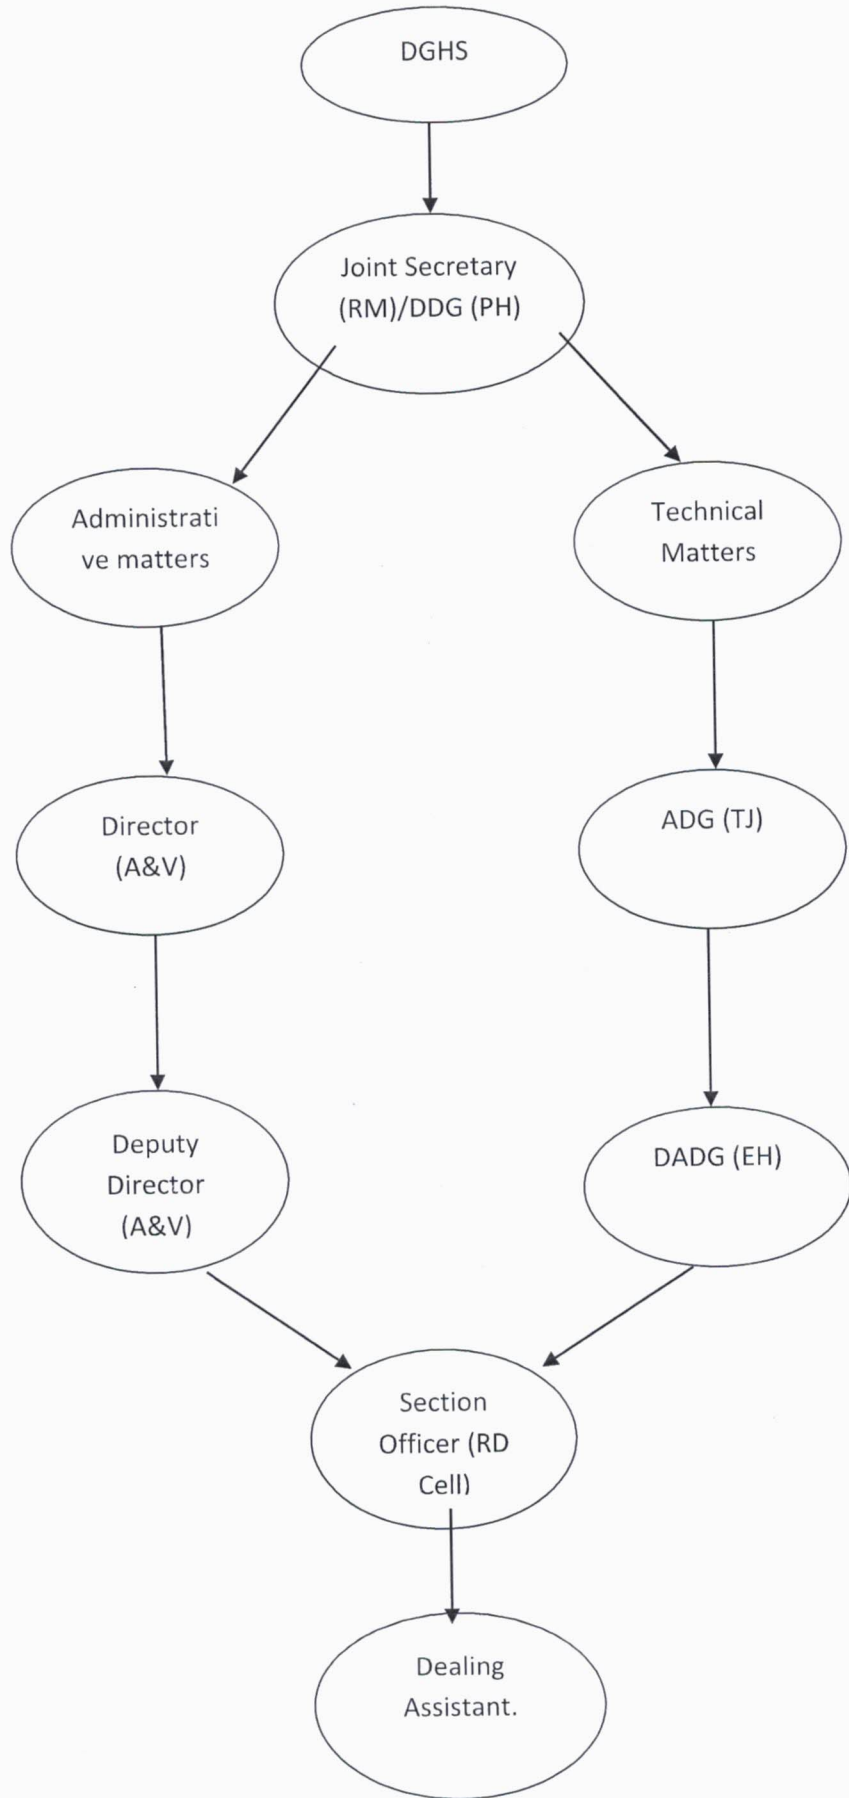 DGHS
Joint Secretary
(RM)/DDG (PH)
Administrati
ve matters
Technical
Matters
Director
(A&V)
ADG (TJ)
Deputy
Director
(A&V)
DADG (EH)
Section
Officer (RD
Cell)
Dealing
Assistant.